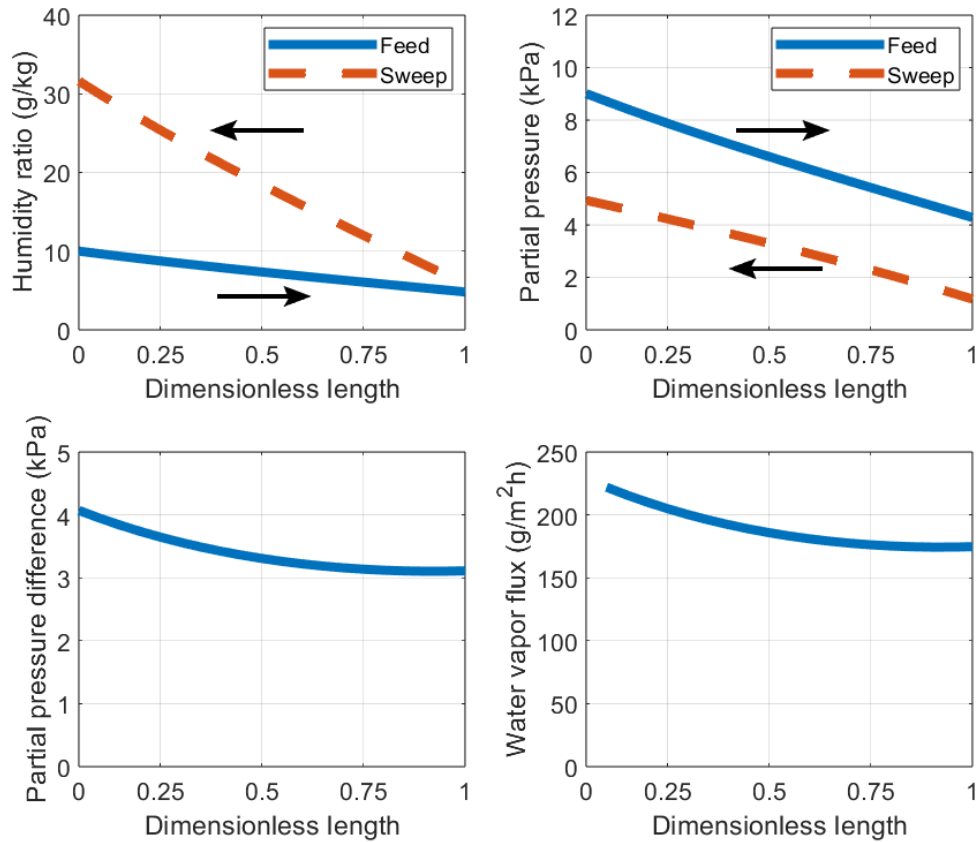 Humidity ratio (g/kg)
40
30
20
10
0
Feed
Sweep
0 0.25 0.5 0.75 1
Dimensionless length
Partial pressure (kPa)
12
10
8
6
4
2
0
Feed
Sweep
0 0.25 0.5 0.75 1
Dimensionless length
Partial pressure difference (kPa)
5
4
3
2
1
0
0 0.25 0.5 0.75 1
Dimensionless length
Water vapor flux (g/m²h)
250
200
150
100
50
0
0 0.25 0.5 0.75 1
Dimensionless length